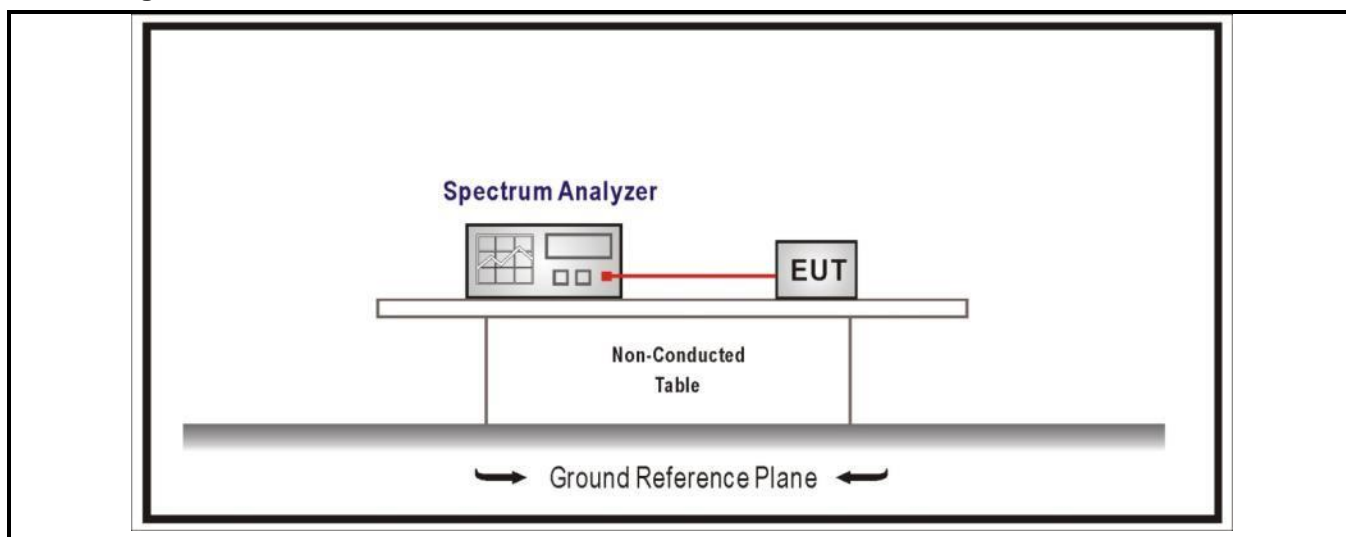 Spectrum Analyzer
EUT
Non-Conducted
Table
Ground Reference Plane